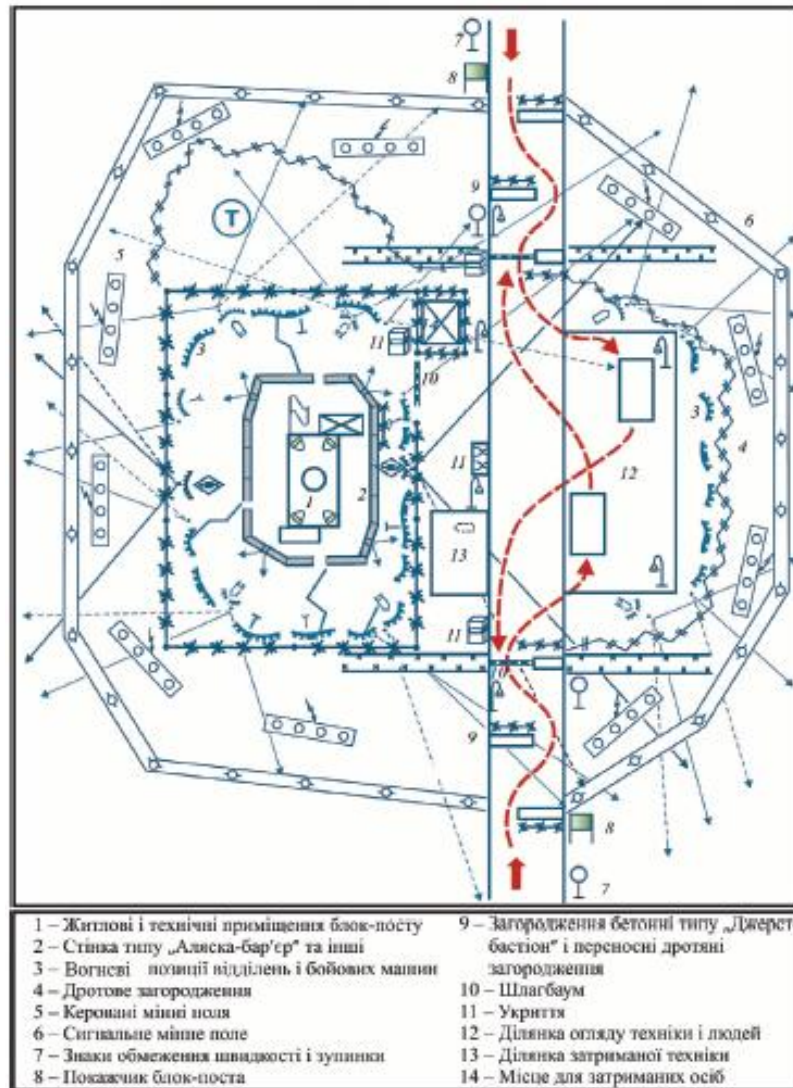 7
8
9
6
5
Т
3
11
10
3
4
1
2
11
12
13
11
9
8
7
1 – Житлові і технічні приміщення блок-посту
2 – Стінка типу „Аляска-бар'єр" та інші
3 – Вогневі позиції відділень і бойових машин
4 – Дротове загородження
5 – Керовані мінні поля
6 – Сигнальне мінне поле
7 – Знаки обмеження швидкості і зупинки
8 – Покажчик блок-поста
9 – Загородження бетонні типу „Джерст
бастіон" і переносні дротяні
загородження
10 – Шлагбаум
11 – Укриття
12 – Ділянка огляду техніки і людей
13 – Ділянка затриманої техніки
14 – Місце для затриманих осіб